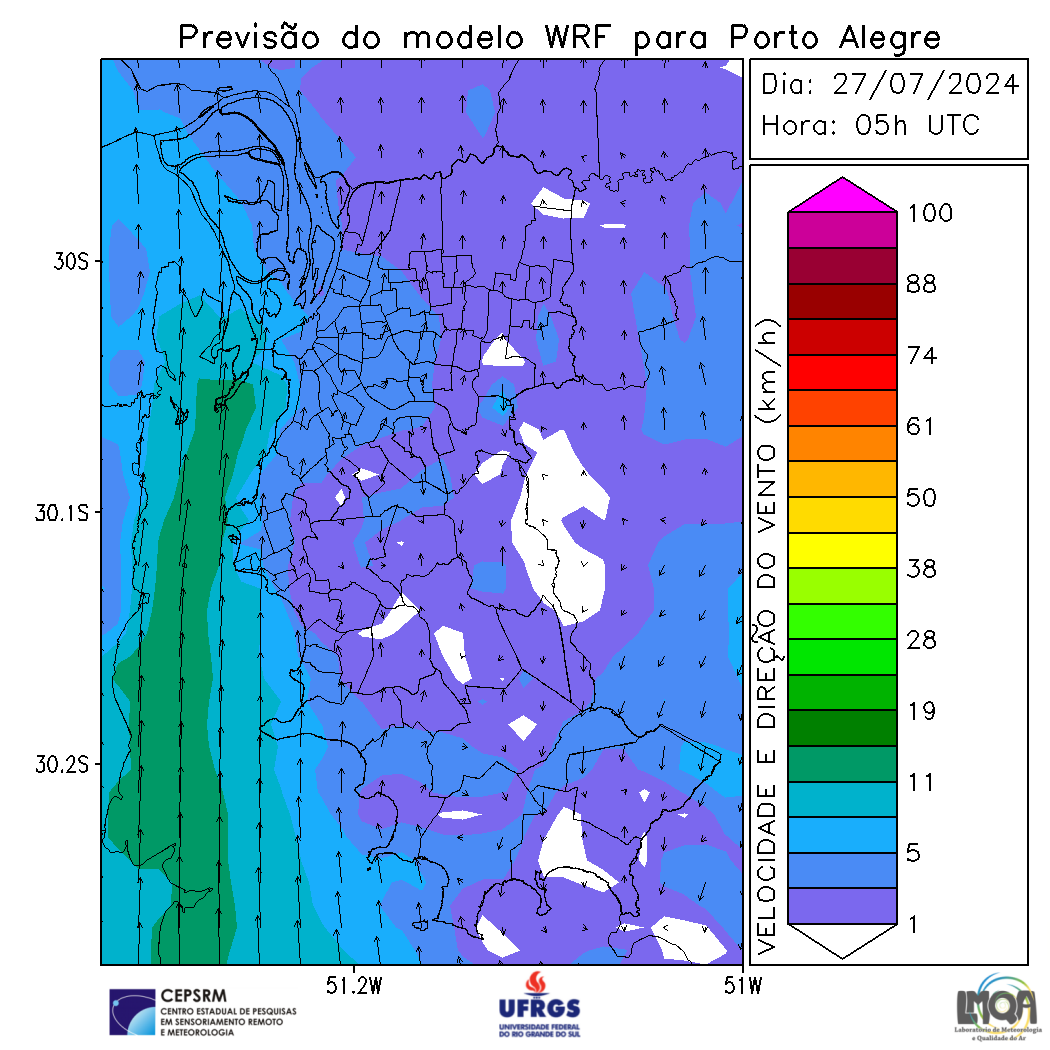 Previsão do modelo WRF para Porto Alegre
Dia: 27/07/2024
Hora: 05h UTC
30S
30.1S
30.2S
51.2W
51W
VELOCIDADE E DIREÇÃO DO VENTO (km/h)
100
88
74
61
50
38
28
19
11
5
1
CEPSRM
CENTRO ESTADUAL DE PESQUISAS
EM SENSORIAMENTO REMOTO
E METEOROLOGIA
UFRGS
UNIVERSIDADE FEDERAL
DO RIO GRANDE DO SUL
LMQA
Laboratório de Meteorologia
e Qualidade do Ar